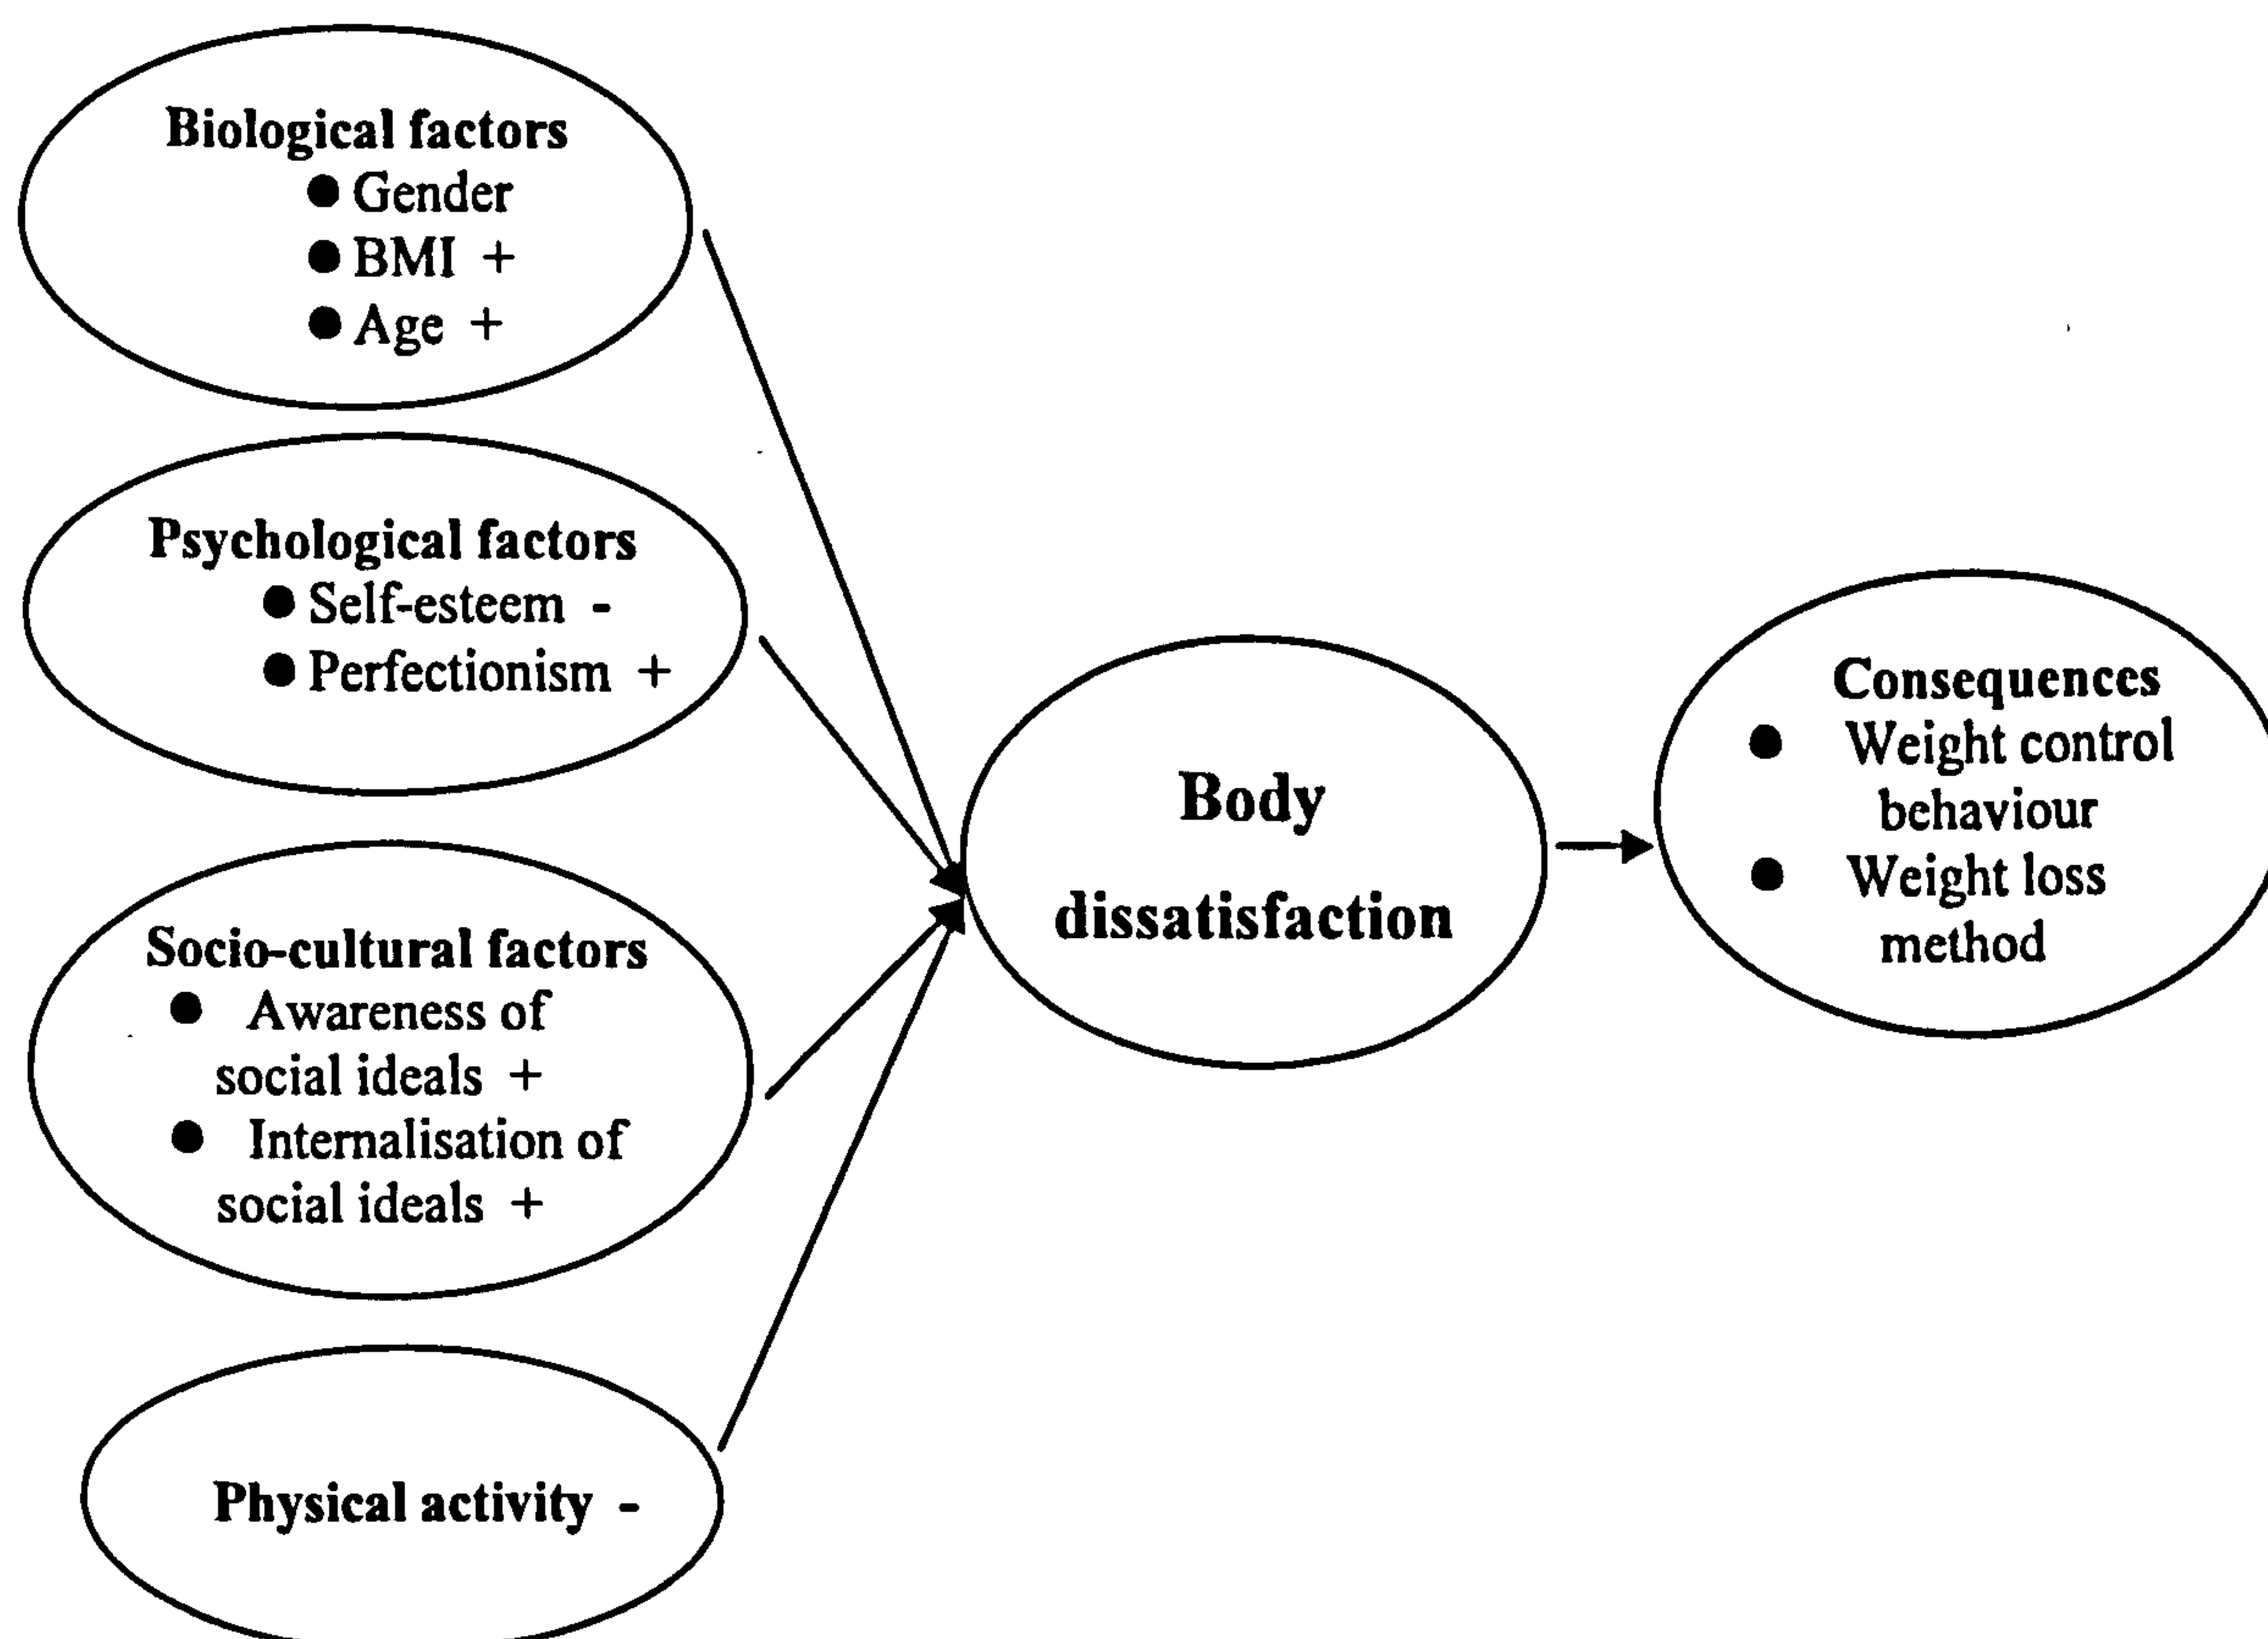 Biological factors
● Gender
● BMI +
● Age +
Psychological factors
● Self-esteem -
● Perfectionism +
Socio-cultural factors
● Awareness of
social ideals +
● Internalisation of
social ideals +
Physical activity -
Body
dissatisfaction
Consequences
● Weight control
behaviour
● Weight loss
method